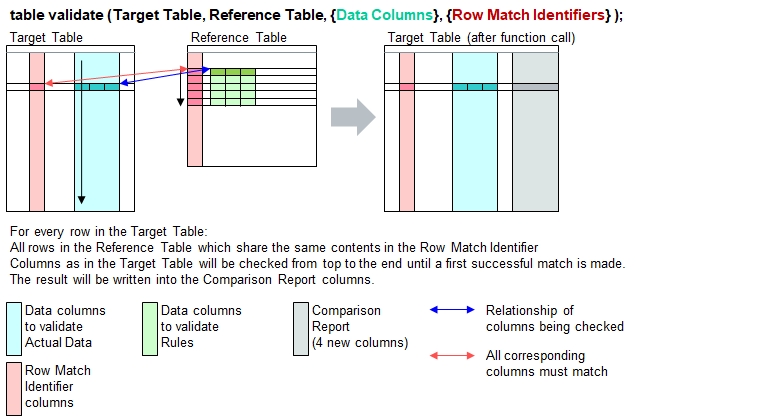 table validate (Target Table, Reference Table, {Data Columns}, {Row Match Identifiers} );
Target Table
Reference Table
Target Table (after function call)
For every row in the Target Table:
All rows in the Reference Table which share the same contents in the Row Match Identifier
Columns as in the Target Table will be checked from top to the end until a first successful match is made.
The result will be written into the Comparison Report columns.
Data columns
to validate
Actual Data
Data columns
to validate
Rules
Comparison
Report
(4 new columns)
Relationship of
columns being checked
All corresponding
columns must match
Row Match
Identifier
columns